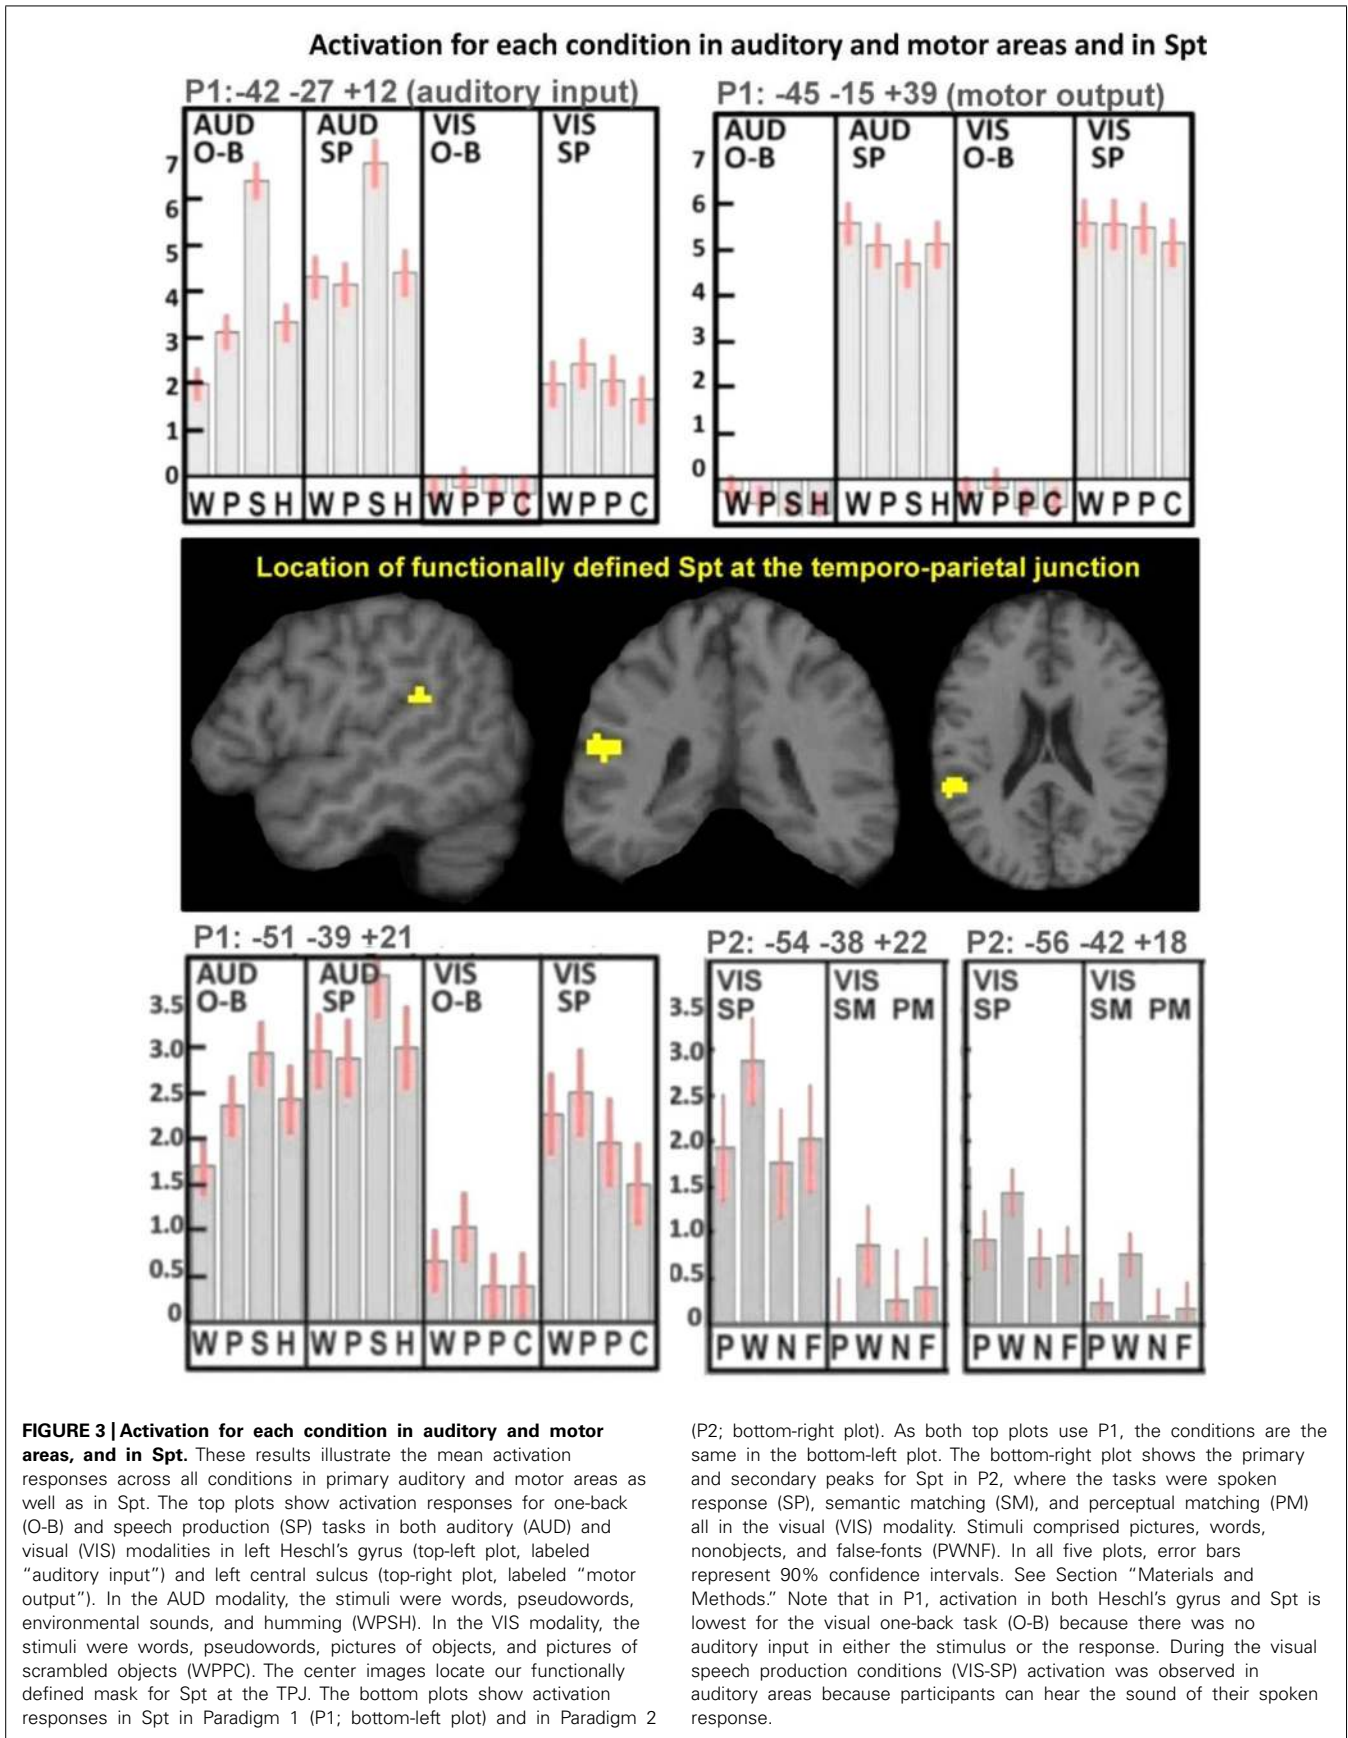 Activation for each condition in auditory and motor areas and in Spt
P1:-42 -27 +12 (auditory input)
AUD AUD VIS VIS
O-B SP O-B SP
7
6
5
4
3
2
1
0
W P S H W P S H W P P C W P P C
P1: -45 -15 +39 (motor output)
AUD AUD VIS VIS
O-B SP O-B SP
7
6
5
4
3
2
1
0
W P S H W P S H W P P C W P P C
Location of functionally defined Spt at the temporo-parietal junction
P1: -51 -39 +21
AUD AUD VIS VIS
O-B SP O-B SP
3.5
3.0
2.5
2.0
1.5
1.0
0.5
0
W P S H W P S H W P P C W P P C
P2: -54 -38 +22
VIS VIS
SP SM PM
3.5
3.0
2.5
2.0
1.5
1.0
0.5
0
P W N F P W N F
P2: -56 -42 +18
VIS VIS
SP SM PM
P W N F P W N F
FIGURE 3 | Activation for each condition in auditory and motor
areas, and in Spt. These results illustrate the mean activation
responses across all conditions in primary auditory and motor areas as
well as in Spt. The top plots show activation responses for one-back
(O-B) and speech production (SP) tasks in both auditory (AUD) and
visual (VIS) modalities in left Heschl's gyrus (top-left plot, labeled
“auditory input”) and left central sulcus (top-right plot, labeled “motor
output”). In the AUD modality, the stimuli were words, pseudowords,
environmental sounds, and humming (WPSH). In the VIS modality, the
stimuli were words, pseudowords, pictures of objects, and pictures of
scrambled objects (WPPC). The center images locate our functionally
defined mask for Spt at the TPJ. The bottom plots show activation
responses in Spt in Paradigm 1 (P1; bottom-left plot) and in Paradigm 2
(P2; bottom-right plot). As both top plots use P1, the conditions are the
same in the bottom-left plot. The bottom-right plot shows the primary
and secondary peaks for Spt in P2, where the tasks were spoken
response (SP), semantic matching (SM), and perceptual matching (PM)
all in the visual (VIS) modality. Stimuli comprised pictures, words,
nonobjects, and false-fonts (PWNF). In all five plots, error bars
represent 90% confidence intervals. See Section “Materials and
Methods.” Note that in P1, activation in both Heschl's gyrus and Spt is
lowest for the visual one-back task (O-B) because there was no
auditory input in either the stimulus or the response. During the visual
speech production conditions (VIS-SP) activation was observed in
auditory areas because participants can hear the sound of their spoken
response.